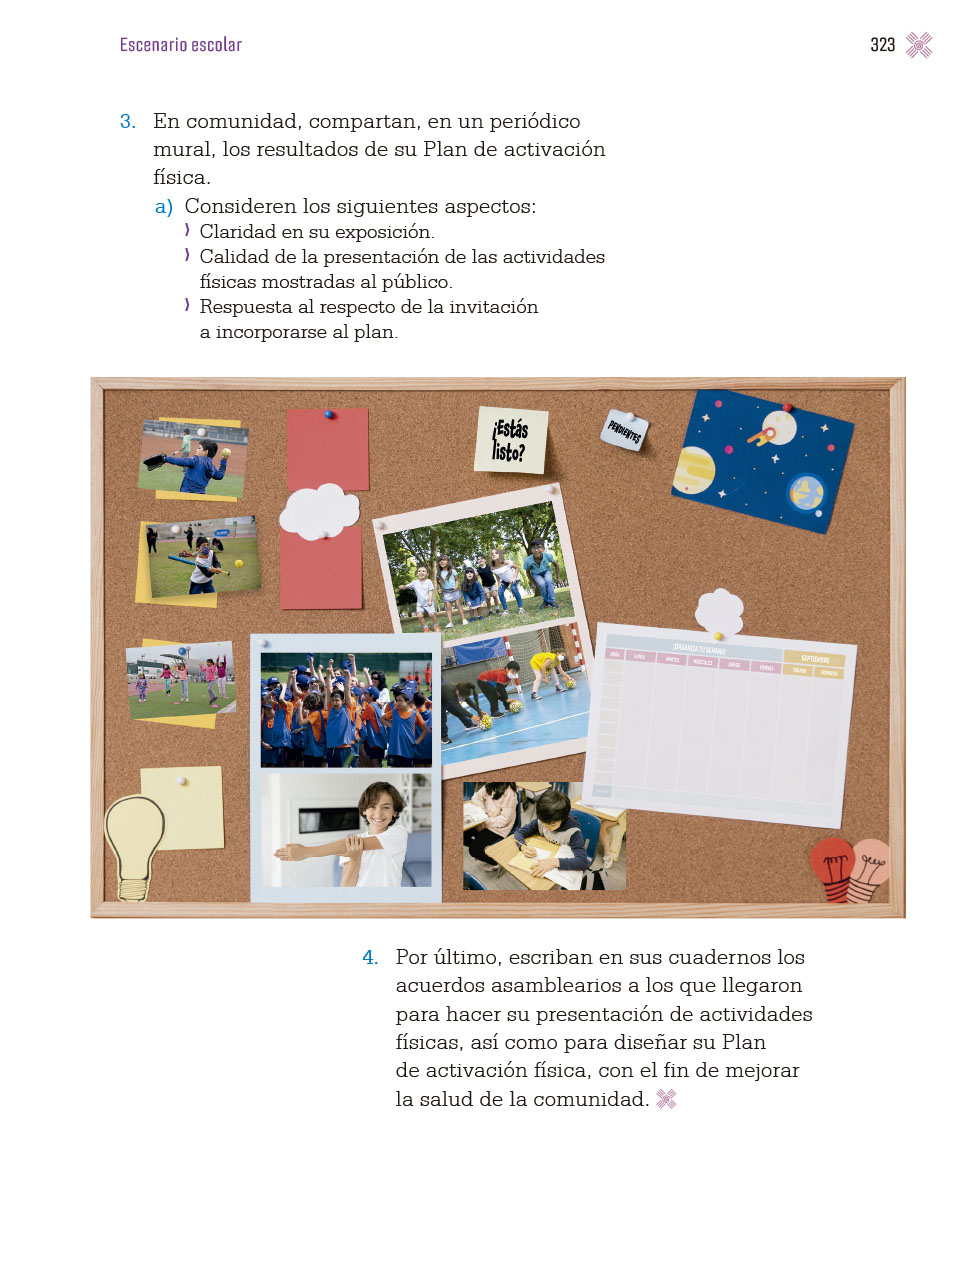 Escenario escolar
323
3. En comunidad, compartan, en un periódico
mural, los resultados de su Plan de activación
física.
a) Consideren los siguientes aspectos:
Claridad en su exposición.
Calidad de la presentación de las actividades
físicas mostradas al público.
Respuesta al respecto de la invitación
a incorporarse al plan.
¿Estás
listo?
PENDIENTES
¡ORGANIZA TU SEMANA!
SEPTIEMBRE
LUNES MARTES MIÉRCOLES JUEVES VIERNES SÁBADO DOMINGO
4. Por último, escriban en sus cuadernos los
acuerdos asamblearios a los que llegaron
para hacer su presentación de actividades
físicas, así como para diseñar su Plan
de activación física, con el fin de mejorar
la salud de la comunidad.